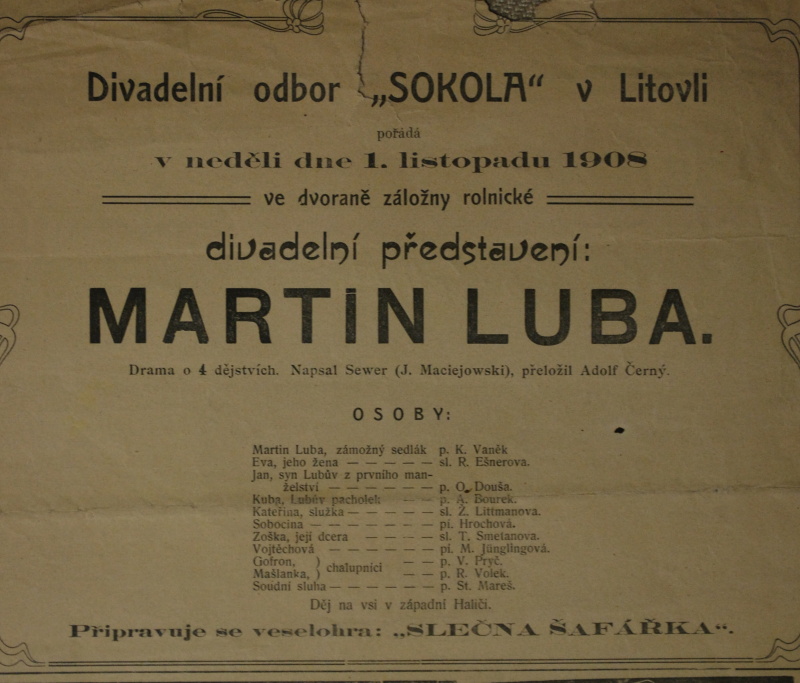 Divadelní odbor „SOKOLA“ v Litovli
pořádá
v neděli dne 1. listopadu 1908
ve dvoraně záložny rolnické
divadelní představení:
MARTIN LUBA.
Drama o 4 dějstvích. Napsal Sewer (J. Maciejowski), přeložil Adolf Černý.
OSOBY:
Martin Luba, zámožný sedlák p. K. Vaněk
Eva, jeho žena — — — — — sl. R. Ešnerova.
Jan, syn Lubův z prvního man-
želství — — — — — p. O. Douša.
Kuba, Lubův pacholek — — p. A. Bourek.
Kateřina, služka — — — — sl. Ž. Littmanova.
Sobocina — — — — — — pí. Hrochová.
Zoška, její dcera — — — — sl. T. Smetanova.
Vojtěchová — — — — — pí. M. Jünglingová.
Gofron, ) chalupníci — — p. V. Pryč.
Mašlanka, ) — — p. R. Volek.
Soudní sluha — — — — — p. St. Mareš.
Děj na vsi v západní Haliči.
Připravuje se veselohra: „SLEČNA ŠAFÁŘKA“.